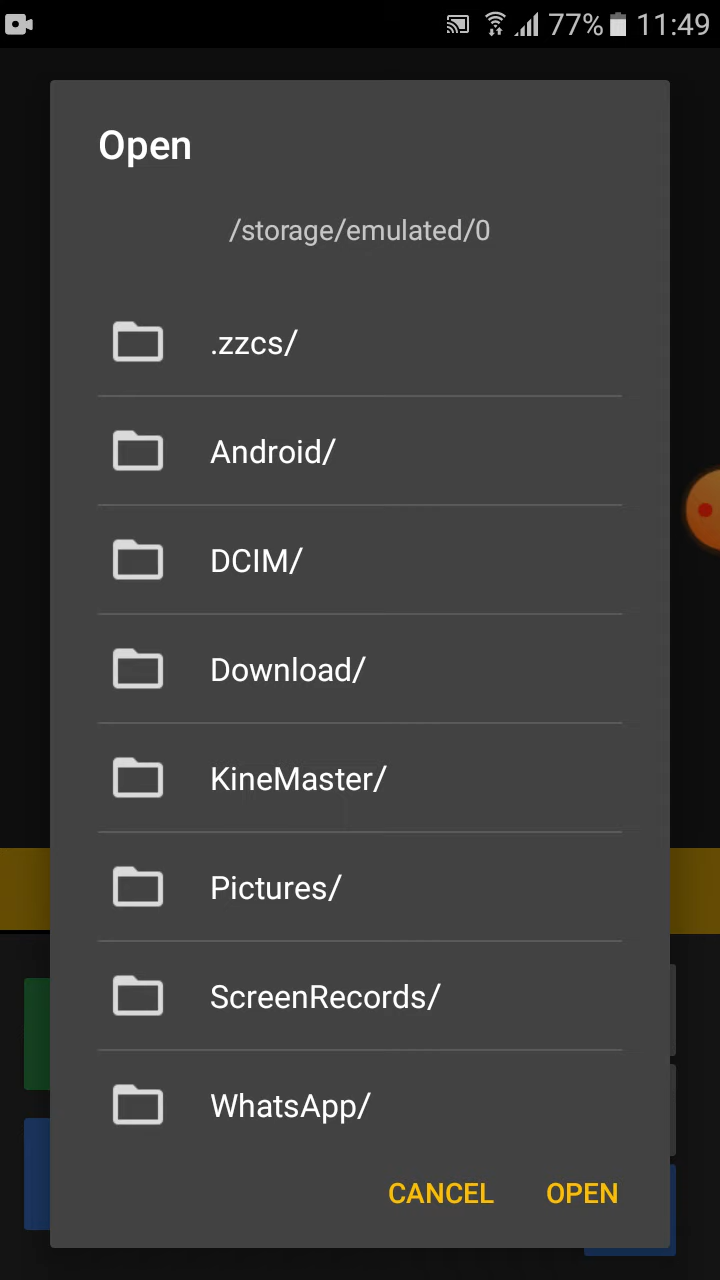 77% 11:49
Open
/storage/emulated/0
.zzcs/
Android/
DCIM/
Download/
KineMaster/
Pictures/
ScreenRecords/
WhatsApp/
CANCEL OPEN